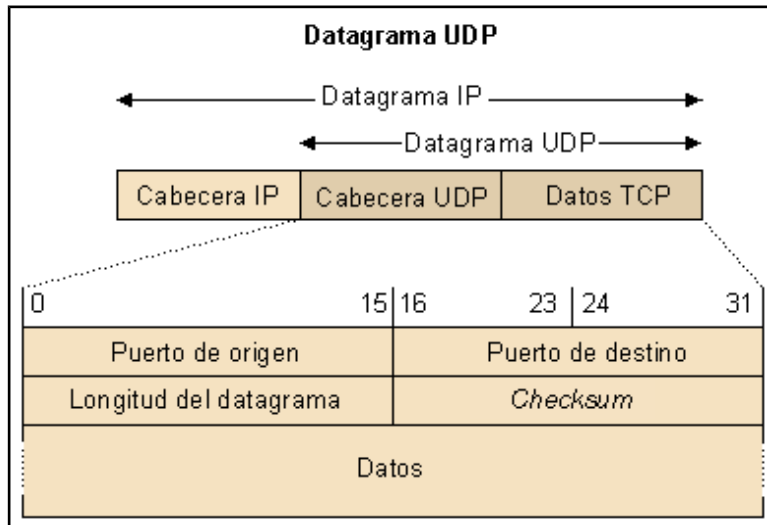 Datagrama UDP
Datagrama IP
Datagrama UDP
Cabecera IP Cabecera UDP Datos TCP
0 15 16 23 24 31
Puerto de origen Puerto de destino
Longitud del datagrama Checksum
Datos